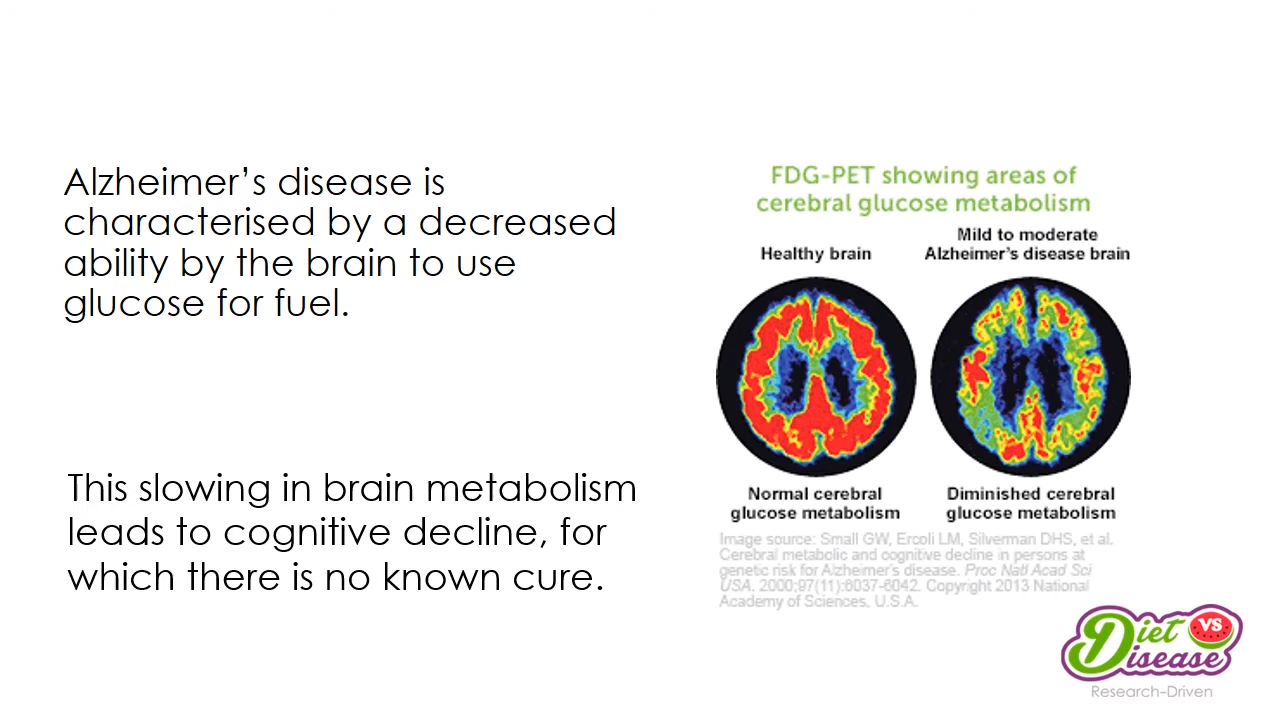 Alzheimer’s disease is
characterised by a decreased
ability by the brain to use
glucose for fuel.
This slowing in brain metabolism
leads to cognitive decline, for
which there is no known cure.
FDG-PET showing areas of
cerebral glucose metabolism
Healthy brain
Mild to moderate
Alzheimer’s disease brain
Normal cerebral
glucose metabolism
Diminished cerebral
glucose metabolism
Image source: Small GW, Ercoli LM, Silverman DHS, et al.
Cerebral metabolic and cognitive decline in persons at
genetic risk for Alzheimer's disease. Proc Natl Acad Sci
USA. 2000;97(11):6037-6042. Copyright 2013 National
Academy of Sciences, U.S.A.
Diet VS
Disease
Research-Driven